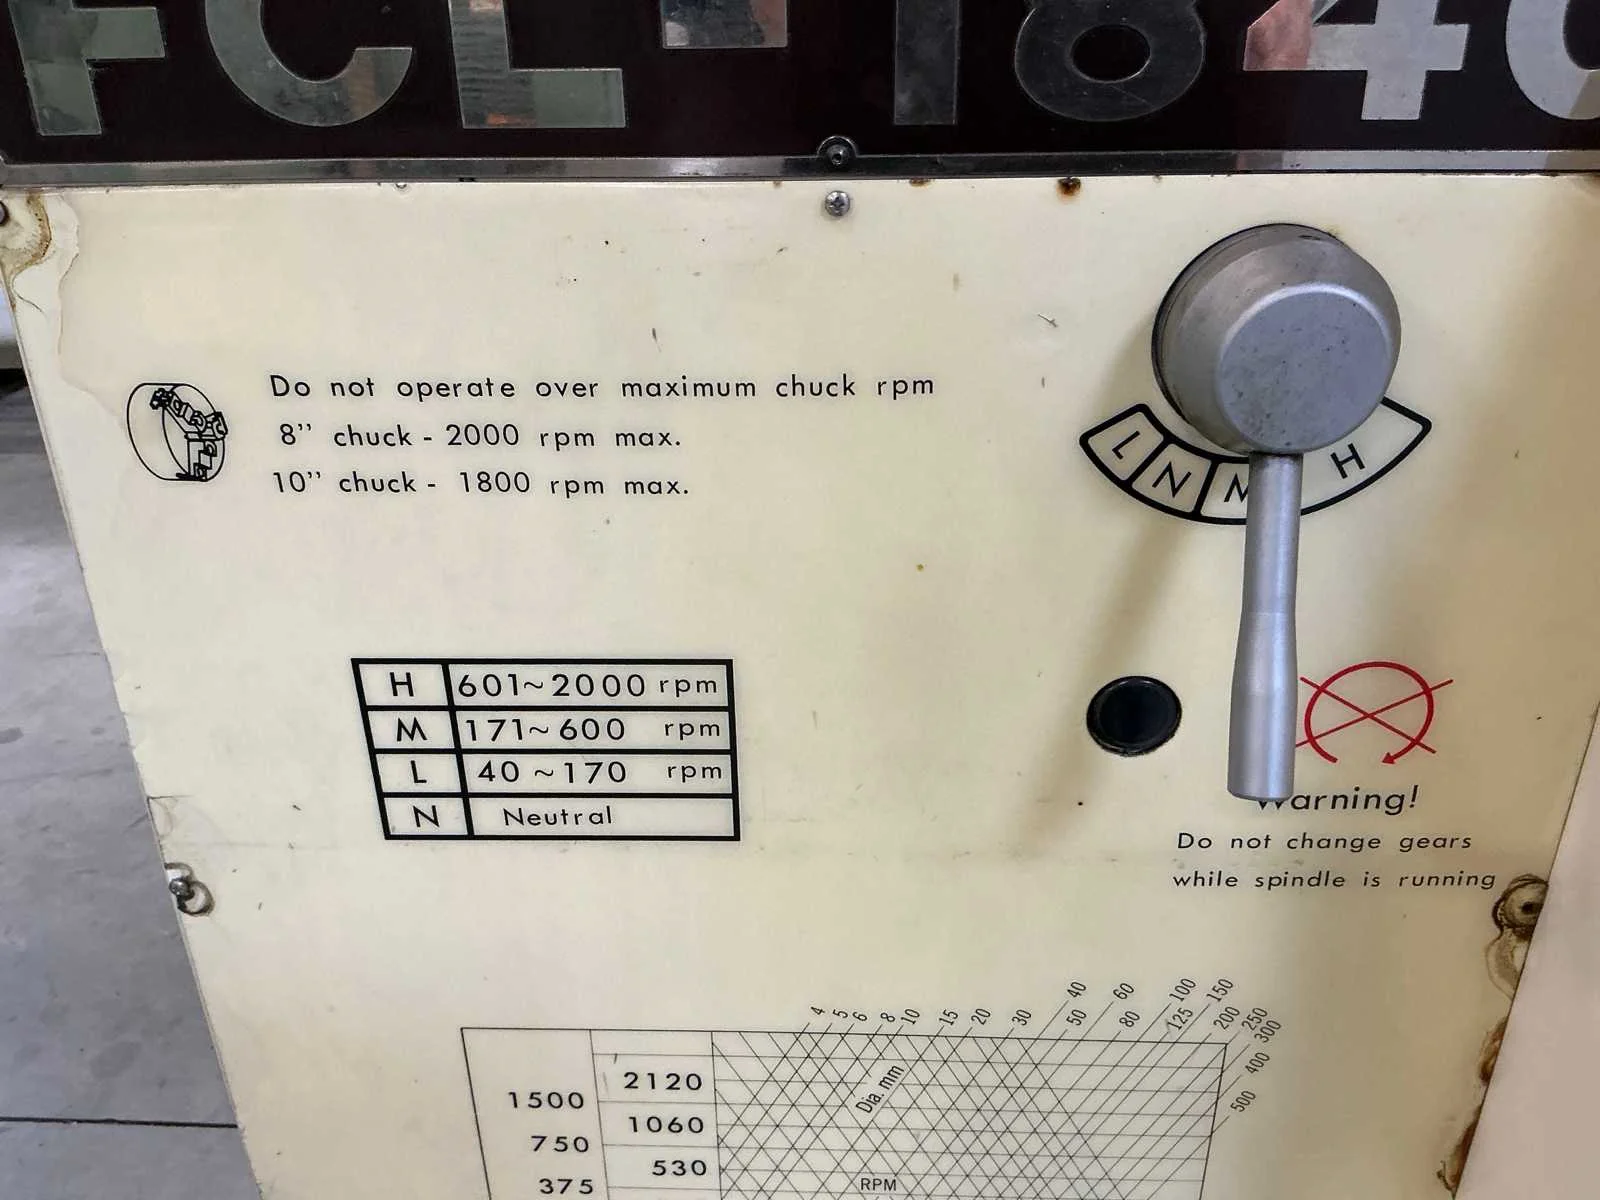 FCL-1840
Do not operate over maximum chuck rpm
8" chuck - 2000 rpm max.
10" chuck - 1800 rpm max.
L N M H
H 601~2000 rpm
M 171~600 rpm
L 40~170 rpm
N Neutral
Warning!
Do not change gears
while spindle is running
4 5 6 8 10 15 20 30 40 50 60 80 100 125 150 200 250 300 400 500
Dia. mm
2120
1500
1060
750
530
375
RPM